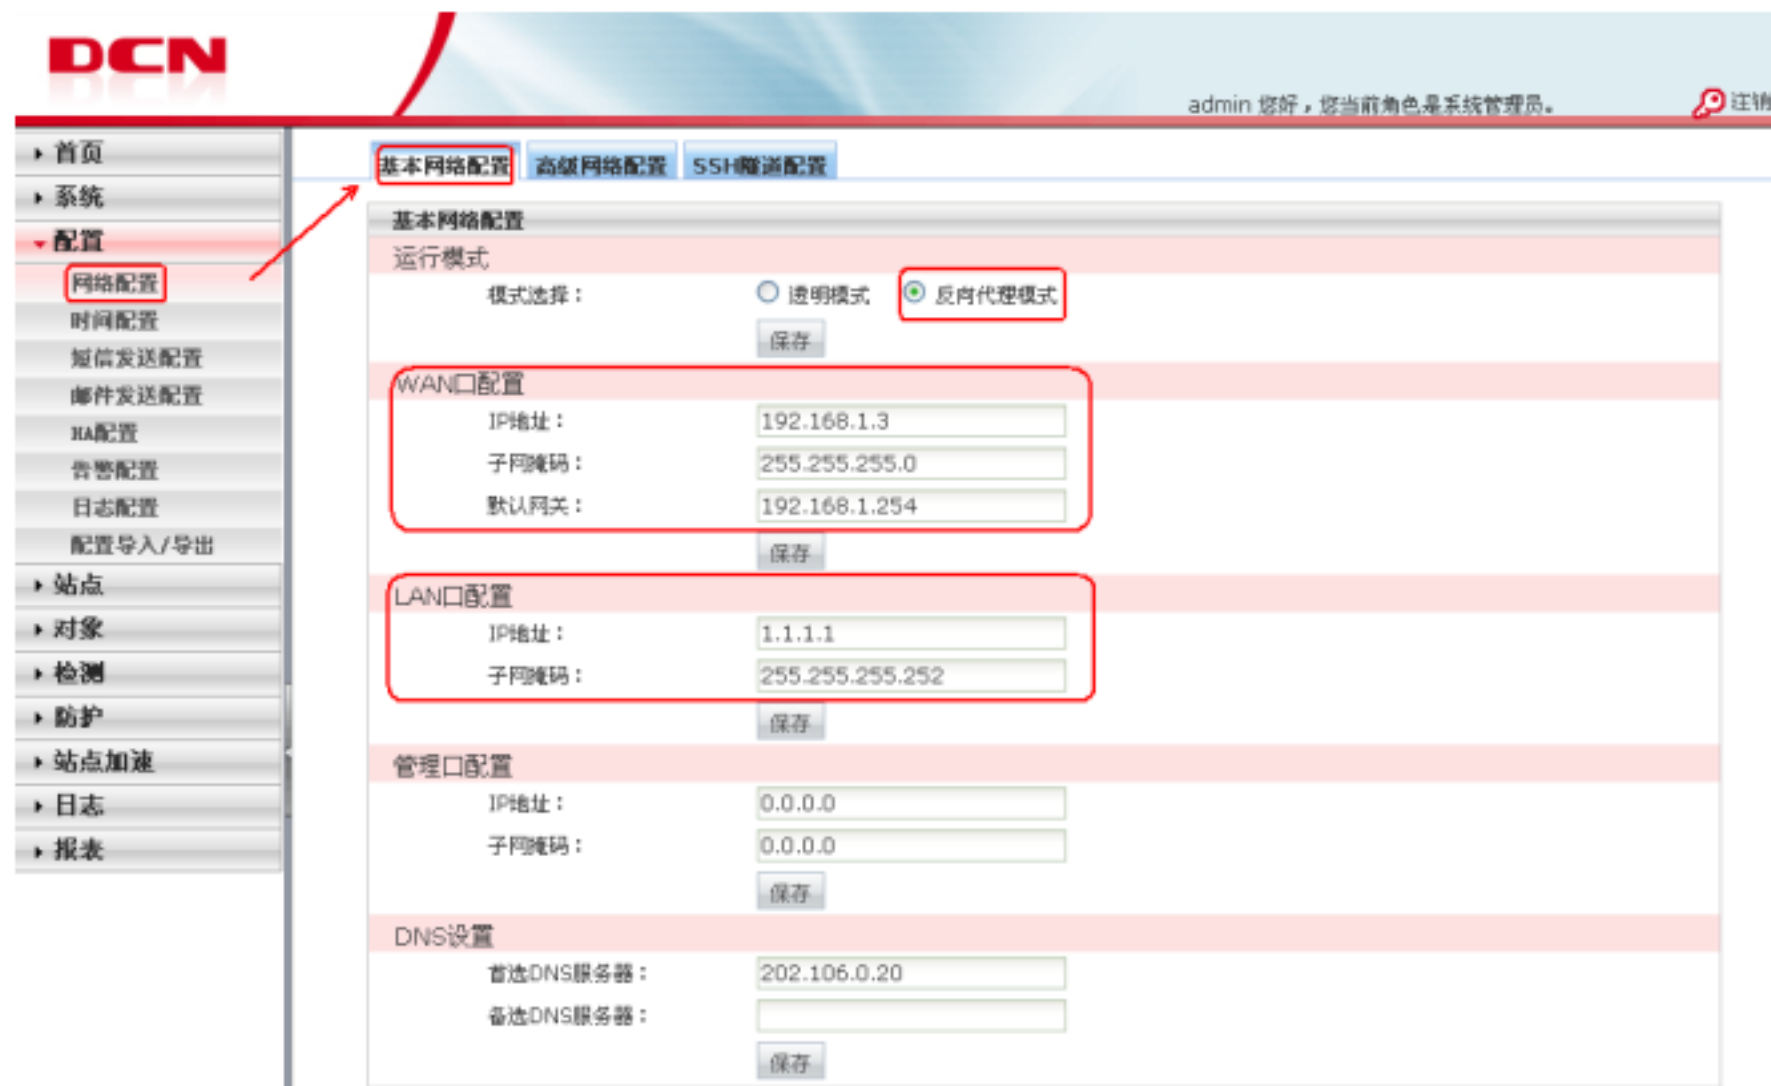 DCN
admin 您好，您当前角色是系统管理员。
注销
首页
系统
配置
网络配置
时间配置
短信发送配置
邮件发送配置
HA配置
告警配置
日志配置
配置导入/导出
站点
对象
检测
防护
站点加速
日志
报表
基本网络配置 高级网络配置 SSH隧道配置
基本网络配置
运行模式
模式选择： 透明模式 反向代理模式
保存
WAN口配置
IP地址： 192.168.1.3
子网掩码： 255.255.255.0
默认网关： 192.168.1.254
保存
LAN口配置
IP地址： 1.1.1.1
子网掩码： 255.255.255.252
保存
管理口配置
IP地址： 0.0.0.0
子网掩码： 0.0.0.0
保存
DNS设置
首选DNS服务器： 202.106.0.20
备选DNS服务器：
保存